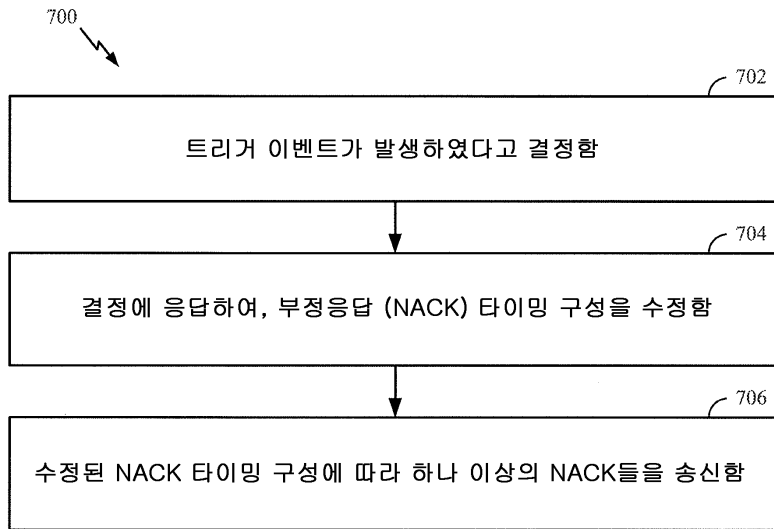 700
702
트리거 이벤트가 발생하였다고 결정함
704
결정에 응답하여, 부정응답 (NACK) 타이밍 구성을 수정함
706
수정된 NACK 타이밍 구성에 따라 하나 이상의 NACK들을 송신함